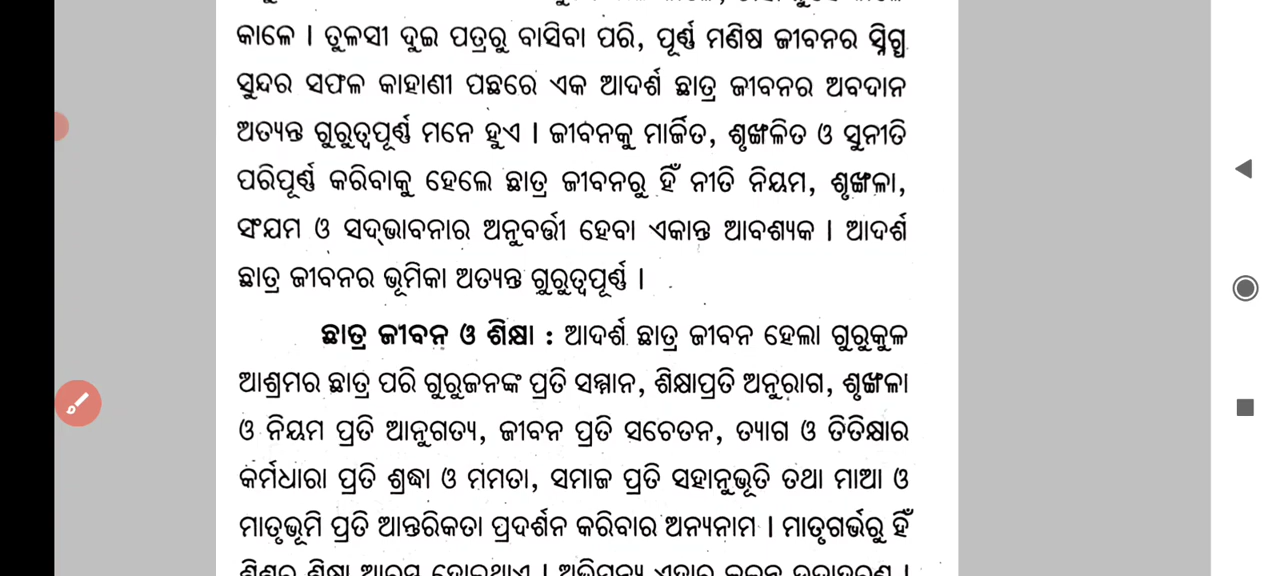 କାଳେ । ତୁଳସୀ ଦୁଇ ପତ୍ରରୁ ବାସିବା ପରି, ପୂର୍ଣ୍ଣ ମଣିଷ ଜୀବନର ସ୍ନିଗ୍ଧ
ସୁନ୍ଦର ସଫଳ କାହାଣୀ ପଛରେ ଏକ ଆଦର୍ଶ ଛାତ୍ର ଜୀବନର ଅବଦାନ
ଅତ୍ୟନ୍ତ ଗୁରୁତ୍ୱପୂର୍ଣ୍ଣ ମନେ ହୁଏ । ଜୀବନକୁ ମାର୍ଜିତ, ଶୃଙ୍ଖଳିତ ଓ ସୁନୀତି
ପରିପୂର୍ଣ୍ଣ କରିବାକୁ ହେଲେ ଛାତ୍ର ଜୀବନରୁ ହିଁ ନୀତି ନିୟମ, ଶୃଙ୍ଖଳା,
ସଂଯମ ଓ ସଦ୍‌ଭାବନାର ଅନୁବର୍ତ୍ତୀ ହେବା ଏକାନ୍ତ ଆବଶ୍ୟକ । ଆଦର୍ଶ
ଛାତ୍ର ଜୀବନର ଭୂମିକା ଅତ୍ୟନ୍ତ ଗୁରୁତ୍ୱପୂର୍ଣ୍ଣ ।
ଛାତ୍ର ଜୀବନ ଓ ଶିକ୍ଷା : ଆଦର୍ଶ ଛାତ୍ର ଜୀବନ ହେଲା ଗୁରୁକୁଳ
ଆଶ୍ରମର ଛାତ୍ର ପରି ଗୁରୁଜନଙ୍କ ପ୍ରତି ସମ୍ମାନ, ଶିକ୍ଷାପ୍ରତି ଅନୁରାଗ, ଶୃଙ୍ଖଳା
ଓ ନିୟମ ପ୍ରତି ଆନୁଗତ୍ୟ, ଜୀବନ ପ୍ରତି ସଚେତନ, ତ୍ୟାଗ ଓ ତିତିକ୍ଷାର
କର୍ମଧାରା ପ୍ରତି ଶ୍ରଦ୍ଧା ଓ ମମତା, ସମାଜ ପ୍ରତି ସହାନୁଭୂତି ତଥା ମାଆ ଓ
ମାତୃଭୂମି ପ୍ରତି ଆନ୍ତରିକତା ପ୍ରଦର୍ଶନ କରିବାର ଅନ୍ୟନାମ । ମାତୃଗର୍ଭରୁ ହିଁ